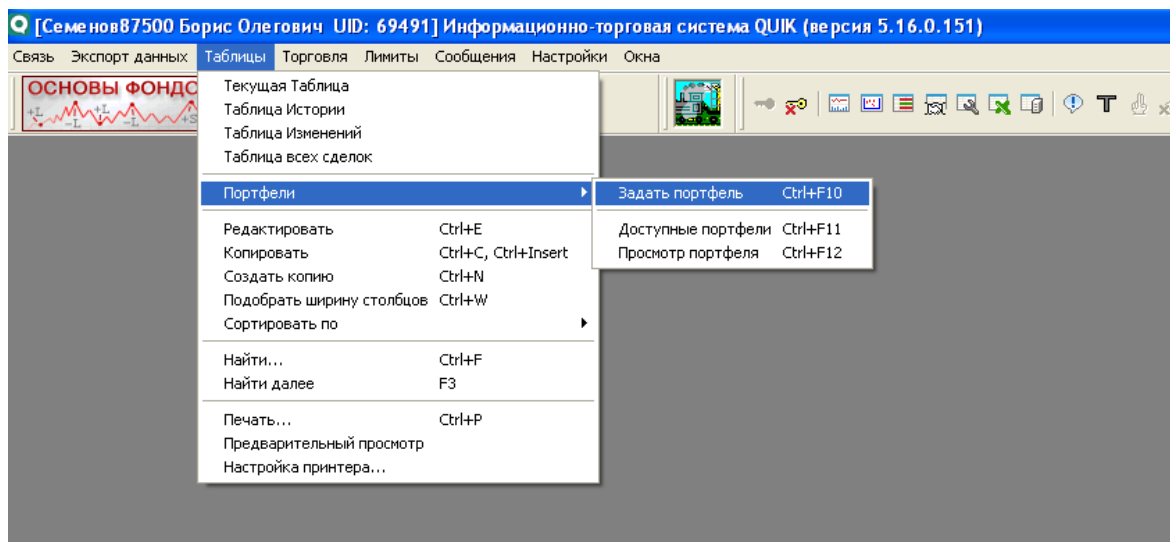 [Семенов87500 Борис Олегович UID: 69491] Информационно-торговая система QUIK (версия 5.16.0.151)
Связь Экспорт данных Таблицы Торговля Лимиты Сообщения Настройки Окна
ОСНОВЫ ФОНДО
+L +L -L -L +S
Текущая Таблица
Таблица Истории
Таблица Изменений
Таблица всех сделок
Портфели
Задать портфель Ctrl+F10
Доступные портфели Ctrl+F11
Просмотр портфеля Ctrl+F12
Редактировать Ctrl+E
Копировать Ctrl+C, Ctrl+Insert
Создать копию Ctrl+N
Подобрать ширину столбцов Ctrl+W
Сортировать по
Найти... Ctrl+F
Найти далее F3
Печать... Ctrl+P
Предварительный просмотр
Настройка принтера...